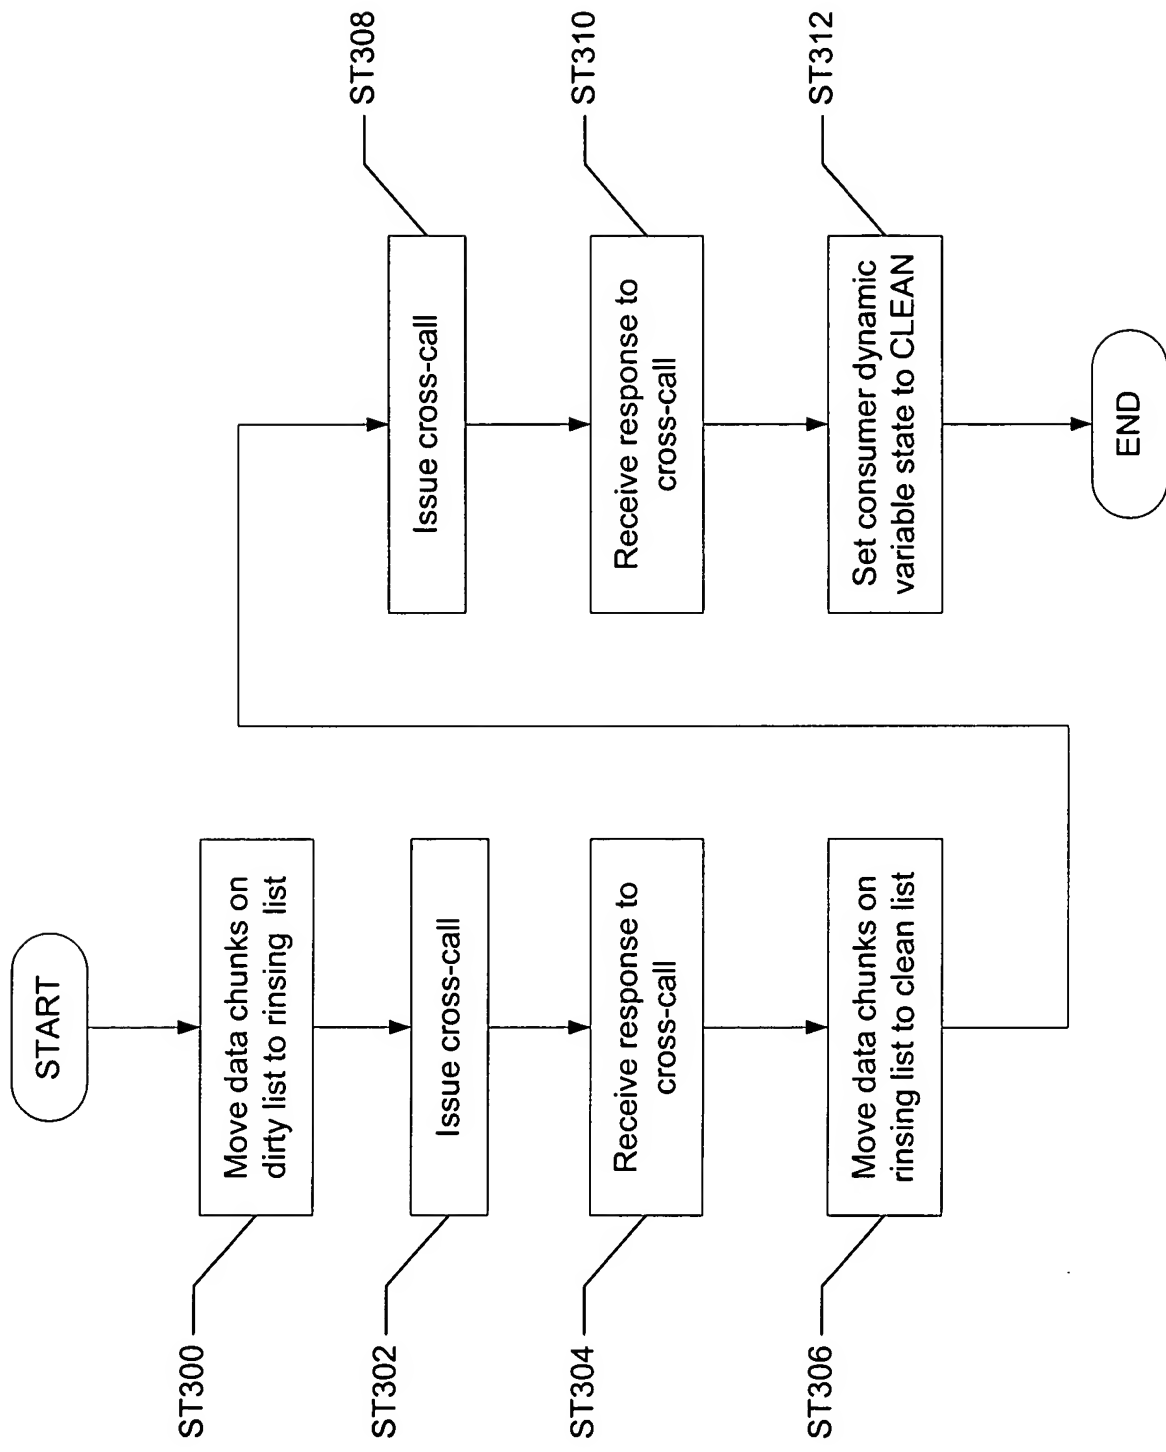 START
ST300
Move data chunks on
dirty list to rinsing list
ST302
Issue cross-call
ST304
Receive response to
cross-call
ST306
Move data chunks on
rinsing list to clean list
ST308
Issue cross-call
ST310
Receive response to
cross-call
ST312
Set consumer dynamic
variable state to CLEAN
END